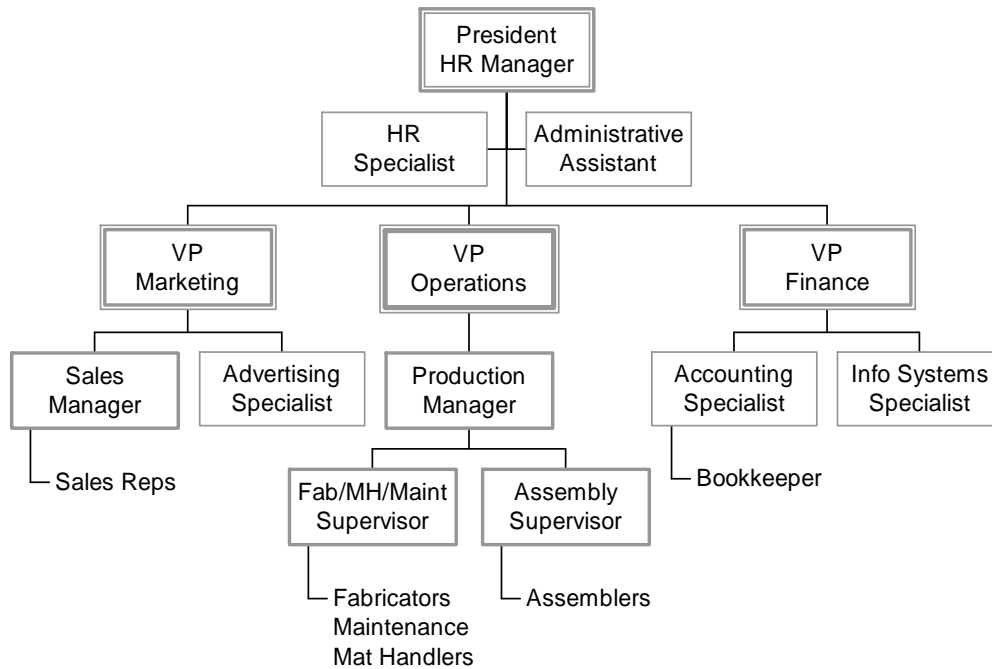 President
HR Manager
HR
Specialist
Administrative
Assistant
VP
Marketing
VP
Operations
VP
Finance
Sales
Manager
Advertising
Specialist
Production
Manager
Accounting
Specialist
Info Systems
Specialist
Sales Reps
Fab/MH/Maint
Supervisor
Assembly
Supervisor
Bookkeeper
Fabricators
Maintenance
Mat Handlers
Assemblers